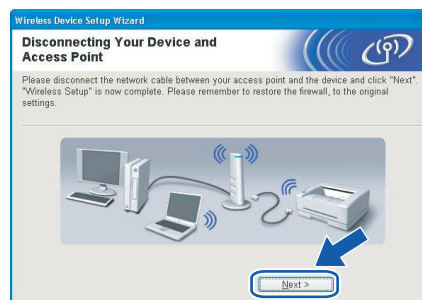 Wireless Device Setup Wizard
Disconnecting Your Device and
Access Point
Please disconnect the network cable between your access point and the device and click "Next".
"Wireless Setup" is now complete. Please remember to restore the firewall, to the original
settings.
Next >